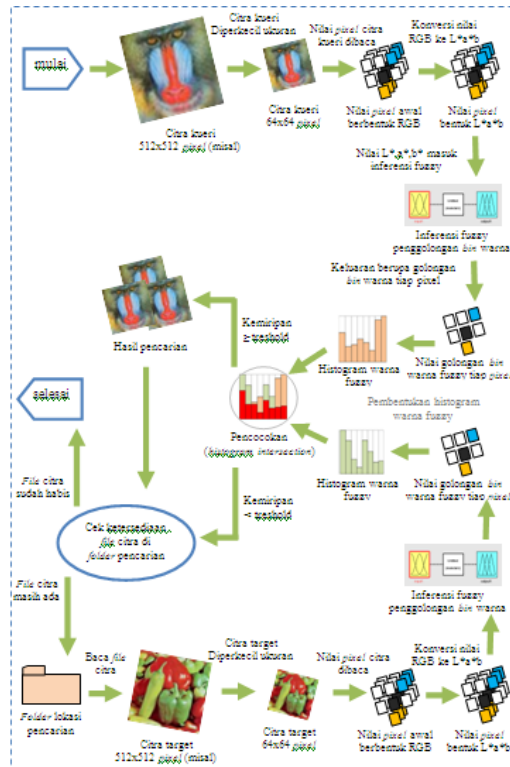 mulai
Citra kueri
Diperkecil ukuran
Nilai pixel citra
kueri dibaca
Konversi nilai
RGB ke L*a*b
Citra kueri
512x512 pixel (misal)
Citra kueri
64x64 pixel
Nilai pixel awal
berbentuk RGB
Nilai pixel
bentuk L*a*b
Nilai L*,a*,b* masuk
inferensi fuzzy
Inferensi fuzzy
penggolongan bin warna
Keluaran berupa golongan
bin warna tiap pixel
Hasil pencarian
Kemiripan
≥ treshold
Histogram warna
fuzzy
Nilai golongan bin
warna fuzzy tiap pixel
selesai
Pencocokan
(histogram intersection)
Pembentukan histogram
warna fuzzy
Histogram warna
fuzzy
Nilai golongan bin
warna fuzzy tiap pixel
File citra
sudah habis
Kemiripan
< treshold
Cek ketersediaan
file citra di
folder pencarian
Inferensi fuzzy
penggolongan bin warna
File citra
masih ada
Baca file
citra
Citra target
Diperkecil ukuran
Nilai pixel citra
dibaca
Konversi nilai
RGB ke L*a*b
Folder lokasi
pencarian
Citra target
512x512 pixel (misal)
Citra target
64x64 pixel
Nilai pixel awal
berbentuk RGB
Nilai pixel
bentuk L*a*b